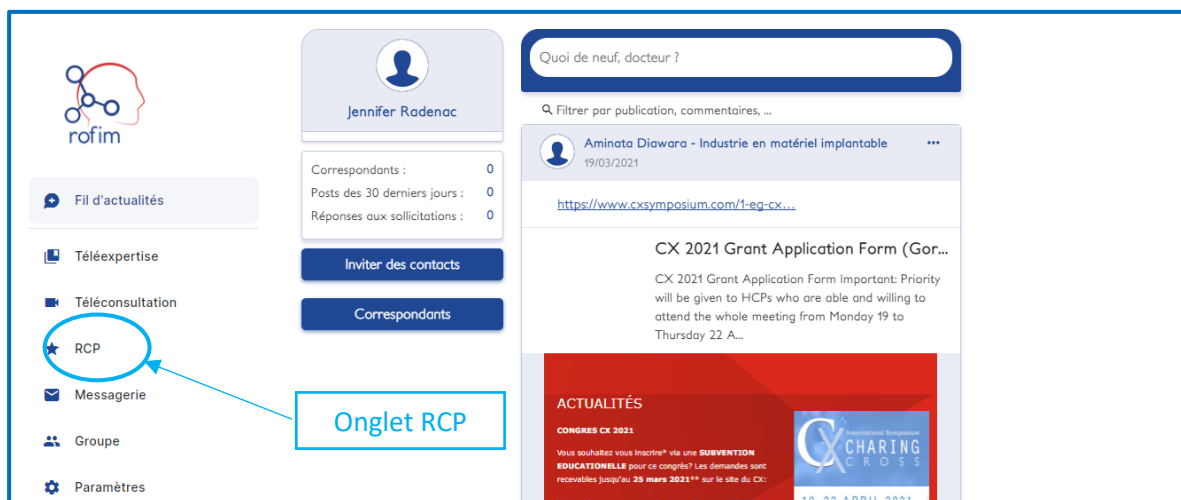 rofim
Fil d'actualités
Téléexpertise
Téléconsultation
RCP
Messagerie
Groupe
Paramètres
Jennifer Radenac
Correspondants : 0
Posts des 30 derniers jours : 0
Réponses aux sollicitations : 0
Inviter des contacts
Correspondants
Onglet RCP
Quoi de neuf, docteur ?
Filtrer par publication, commentaires, ...
Aminata Diawara - Industrie en matériel implantable
19/03/2021
https://www.cxsymposium.com/1-eg-cx...
CX 2021 Grant Application Form (Gor...
CX 2021 Grant Application Form Important: Priority
will be given to HCPs who are able and willing to
attend the whole meeting from Monday 19 to
Thursday 22 A...
ACTUALITÉS
CONGRES CX 2021
Vous souhaitez vous inscrire* via une SUBVENTION
EDUCATIONELLE pour ce congrès? Les demandes sont
recevables jusqu'au 25 mars 2021** sur le site du CX:
International Symposium
CX CHARING
CROSS
19-22 APRIL 2021